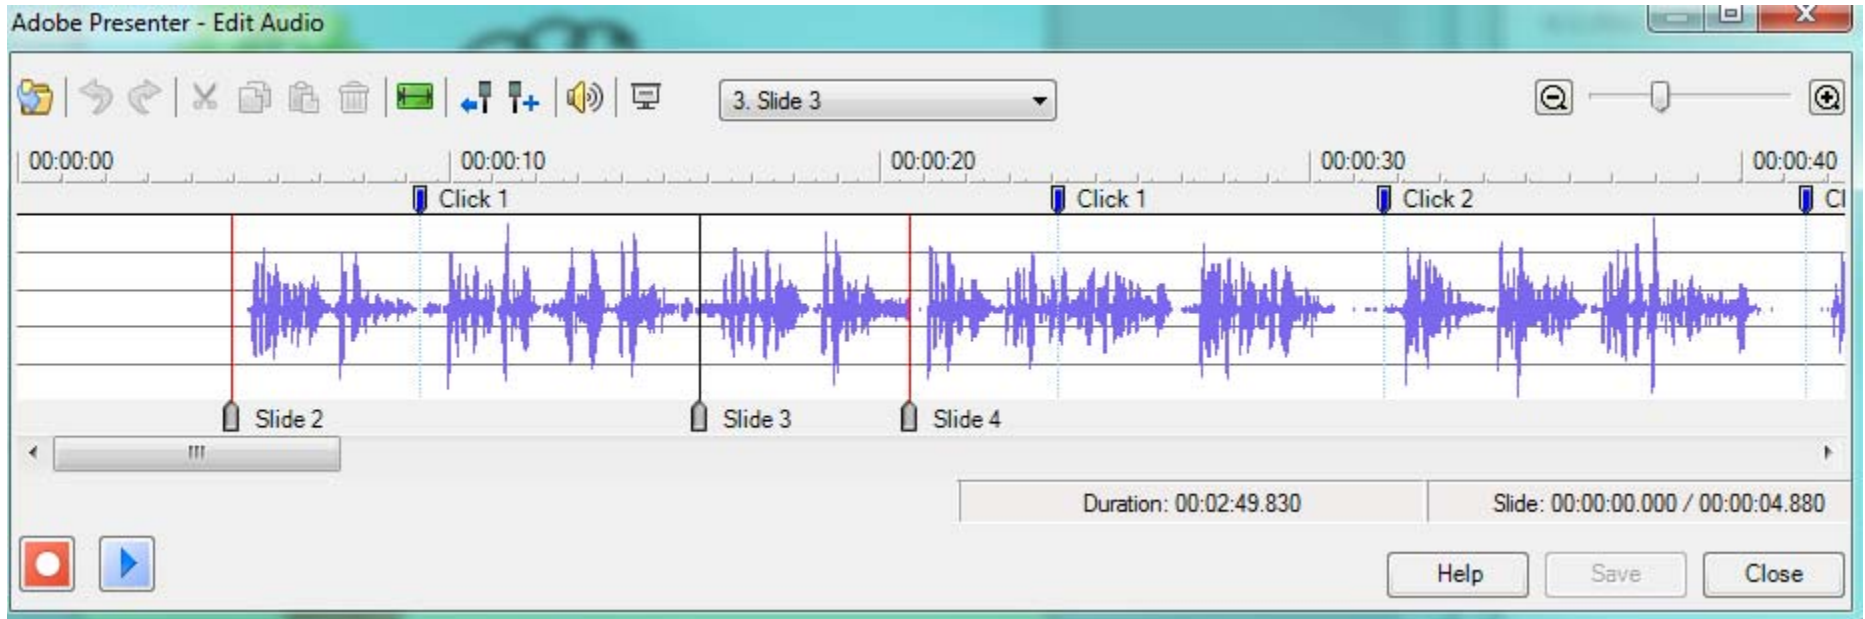 Adobe Presenter - Edit Audio
3. Slide 3
00:00:00 00:00:10 00:00:20 00:00:30 00:00:40
Click 1 Click 1 Click 2 Cl
Slide 2 Slide 3 Slide 4
Duration: 00:02:49.830 Slide: 00:00:00.000 / 00:00:04.880
Help Save Close